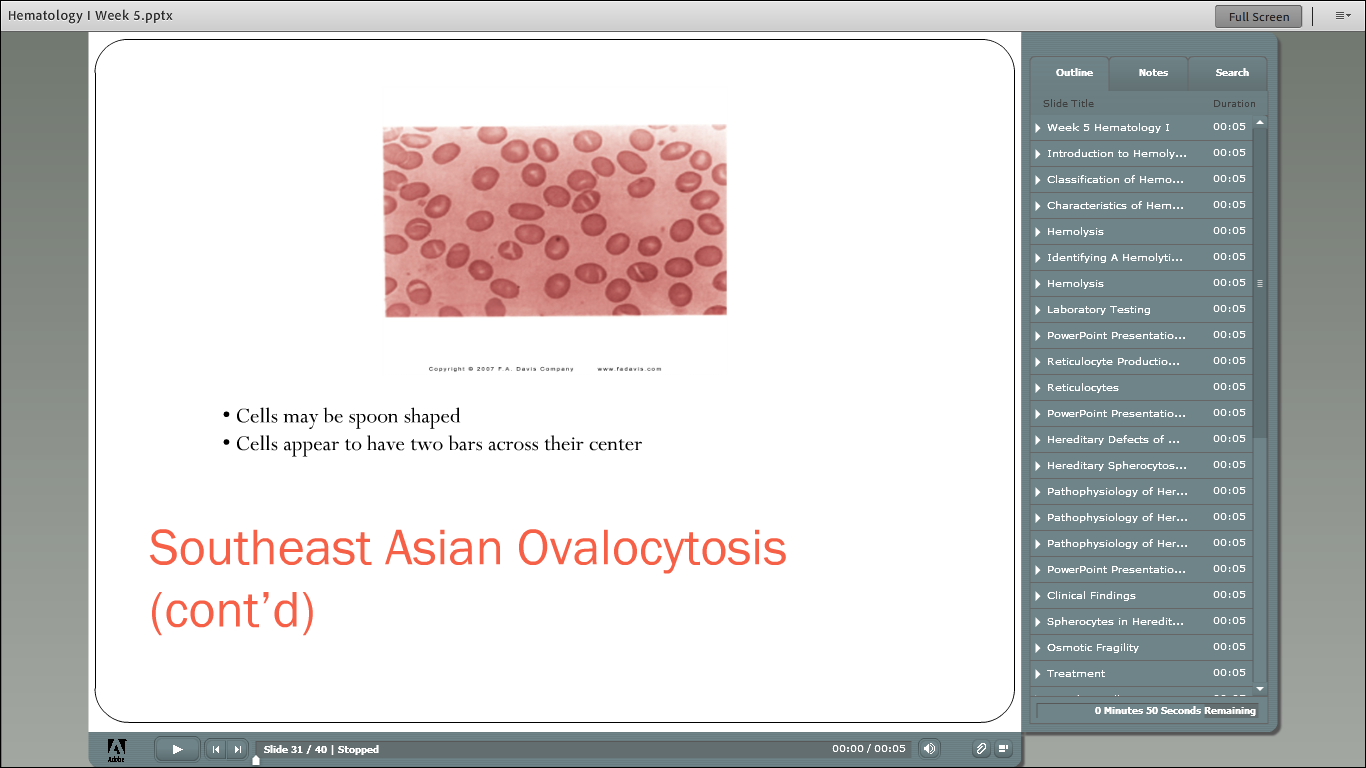 Hematology I Week 5.pptx
Full Screen
Copyright © 2007 F.A. Davis Company www.fadavis.com
• Cells may be spoon shaped
• Cells appear to have two bars across their center
Southeast Asian Ovalocytosis
(cont’d)
Outline Notes Search
Slide Title Duration
Week 5 Hematology I 00:05
Introduction to Hemoly... 00:05
Classification of Hemo... 00:05
Characteristics of Hem... 00:05
Hemolysis 00:05
Identifying A Hemolyti... 00:05
Hemolysis 00:05
Laboratory Testing 00:05
PowerPoint Presentatio... 00:05
Reticulocyte Productio... 00:05
Reticulocytes 00:05
PowerPoint Presentatio... 00:05
Hereditary Defects of ... 00:05
Hereditary Spherocytos... 00:05
Pathophysiology of Her... 00:05
Pathophysiology of Her... 00:05
Pathophysiology of Her... 00:05
PowerPoint Presentatio... 00:05
Clinical Findings 00:05
Spherocytes in Heredit... 00:05
Osmotic Fragility 00:05
Treatment 00:05
0 Minutes 50 Seconds Remaining
Adobe
Slide 31 / 40 | Stopped
00:00 / 00:05